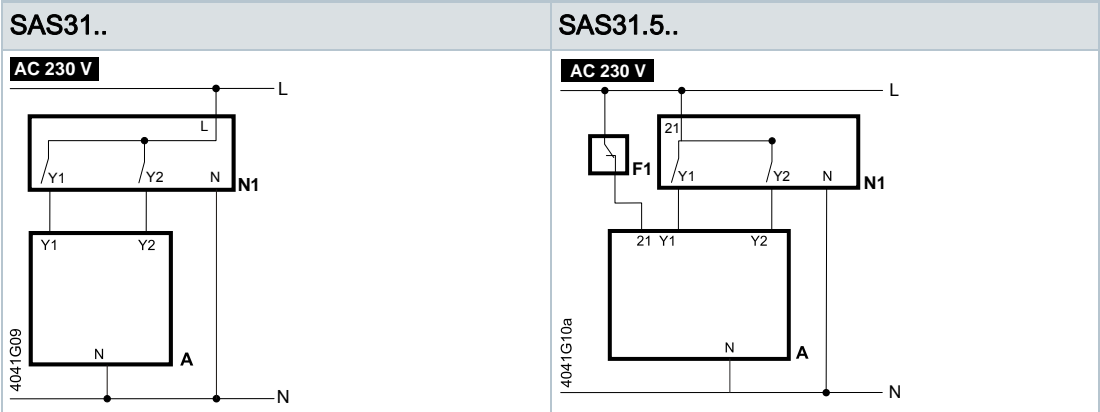 SAS31..
SAS31.5..
AC 230 V
L
L
Y1
Y2
N
N1
Y1
Y2
N
A
N
4041G09
AC 230 V
L
21
F1
Y1
Y2
N
N1
21 Y1
Y2
N
A
N
4041G10a